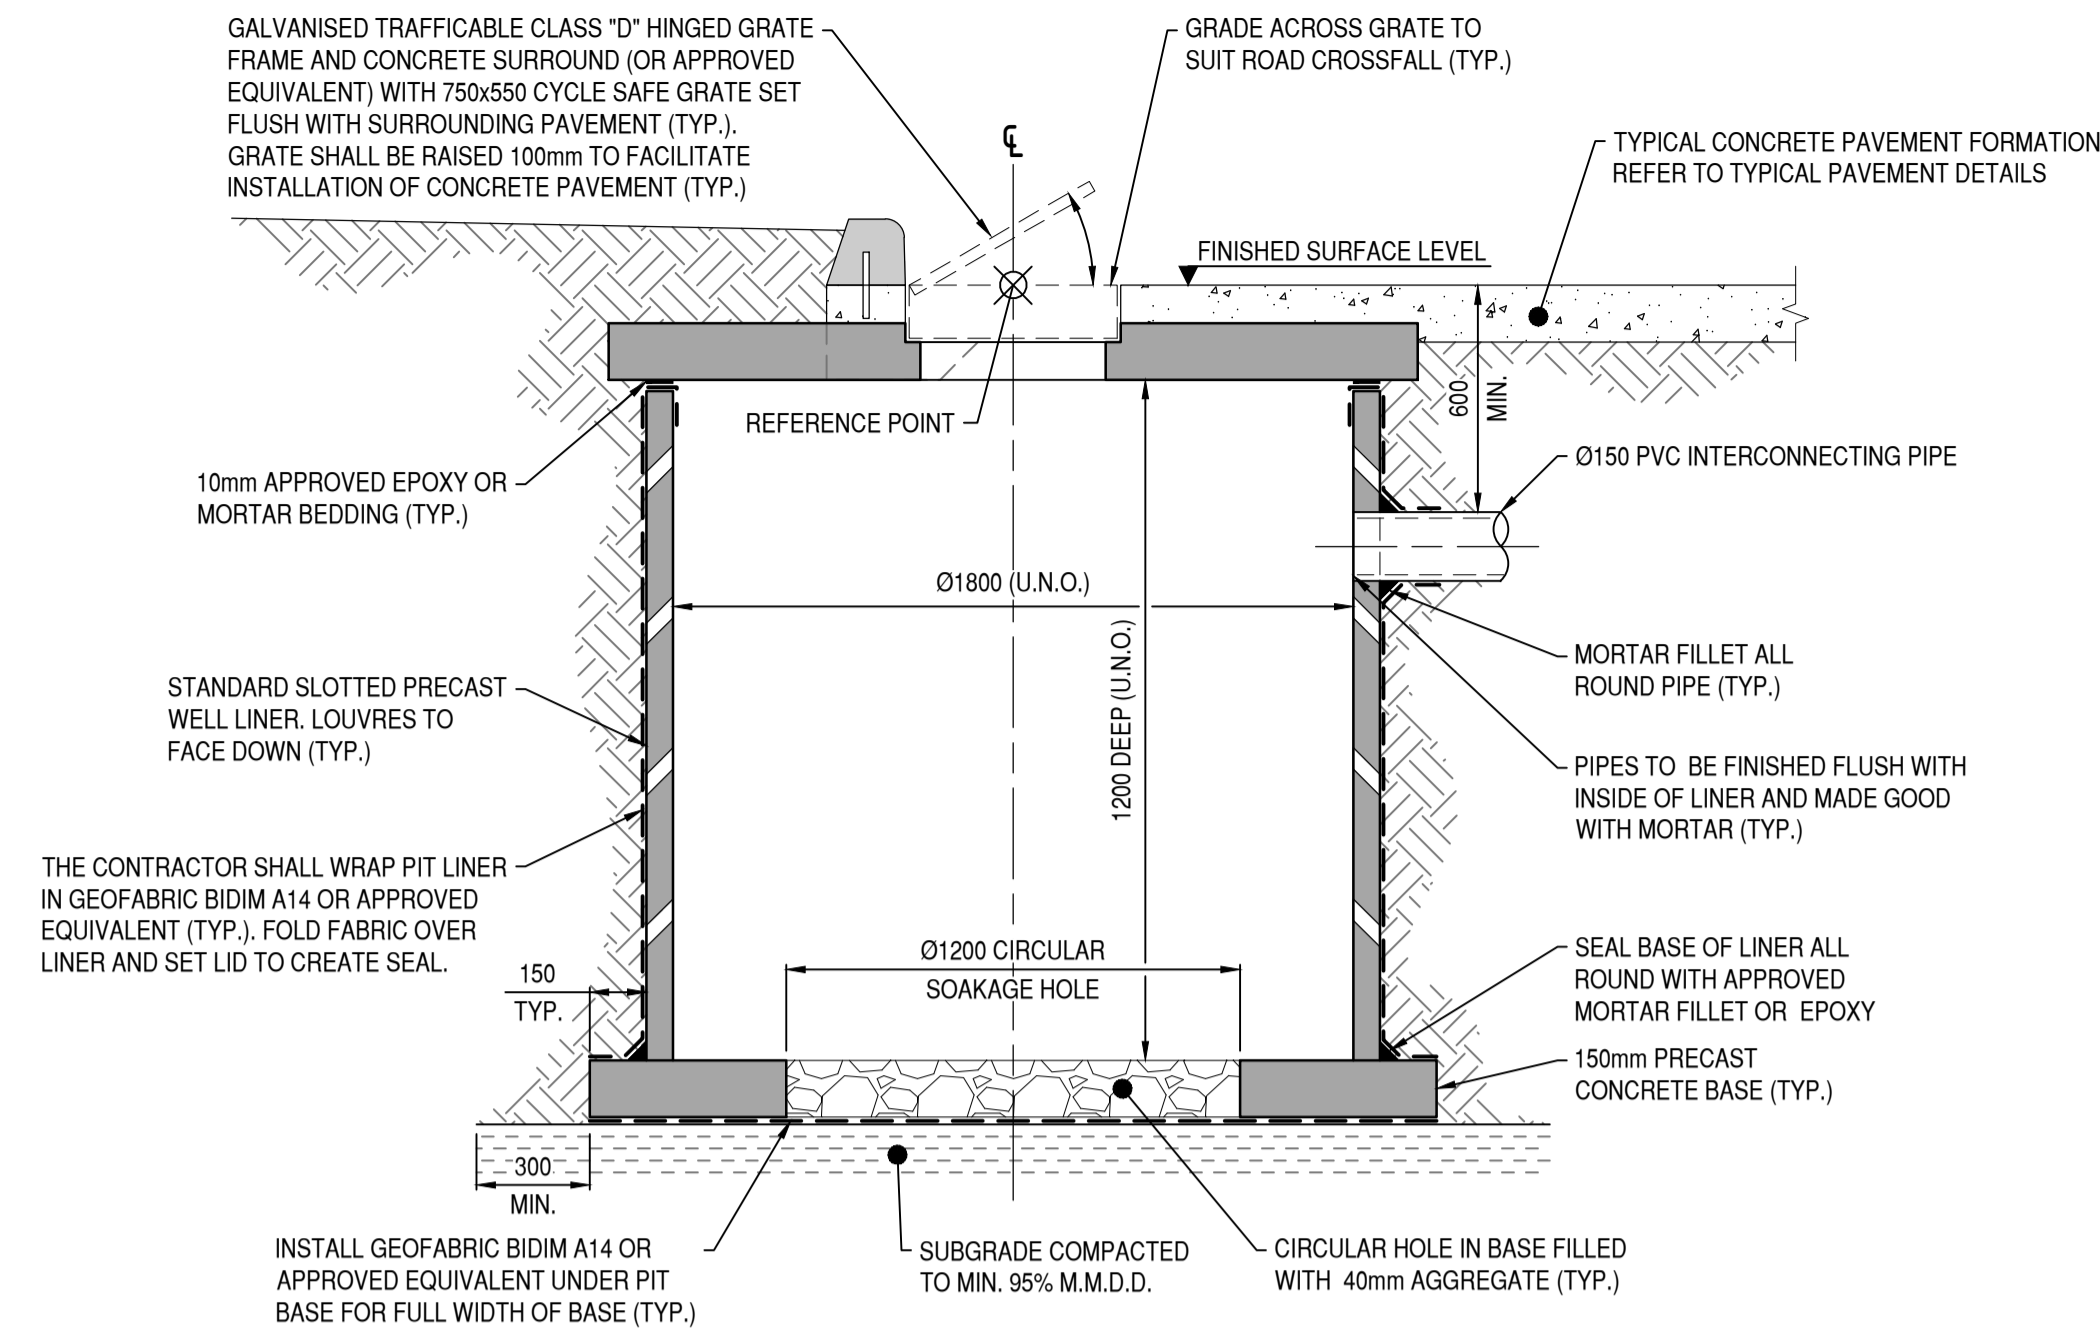 GALVANISED TRAFFICABLE CLASS "D" HINGED GRATE
FRAME AND CONCRETE SURROUND (OR APPROVED
EQUIVALENT) WITH 750x550 CYCLE SAFE GRATE SET
FLUSH WITH SURROUNDING PAVEMENT (TYP.).
GRATE SHALL BE RAISED 100mm TO FACILITATE
INSTALLATION OF CONCRETE PAVEMENT (TYP.)
GRADE ACROSS GRATE TO
SUIT ROAD CROSSFALL (TYP.)
CL
TYPICAL CONCRETE PAVEMENT FORMATION
REFER TO TYPICAL PAVEMENT DETAILS
FINISHED SURFACE LEVEL
600
MIN.
REFERENCE POINT
10mm APPROVED EPOXY OR
MORTAR BEDDING (TYP.)
Ø150 PVC INTERCONNECTING PIPE
Ø1800 (U.N.O.)
1200 DEEP (U.N.O.)
STANDARD SLOTTED PRECAST
WELL LINER. LOUVRES TO
FACE DOWN (TYP.)
MORTAR FILLET ALL
ROUND PIPE (TYP.)
PIPES TO BE FINISHED FLUSH WITH
INSIDE OF LINER AND MADE GOOD
WITH MORTAR (TYP.)
THE CONTRACTOR SHALL WRAP PIT LINER
IN GEOFABRIC BIDIM A14 OR APPROVED
EQUIVALENT (TYP.). FOLD FABRIC OVER
LINER AND SET LID TO CREATE SEAL.
150
TYP.
Ø1200 CIRCULAR
SOAKAGE HOLE
SEAL BASE OF LINER ALL
ROUND WITH APPROVED
MORTAR FILLET OR EPOXY
150mm PRECAST
CONCRETE BASE (TYP.)
300
MIN.
INSTALL GEOFABRIC BIDIM A14 OR
APPROVED EQUIVALENT UNDER PIT
BASE FOR FULL WIDTH OF BASE (TYP.)
SUBGRADE COMPACTED
TO MIN. 95% M.M.D.D.
CIRCULAR HOLE IN BASE FILLED
WITH 40mm AGGREGATE (TYP.)